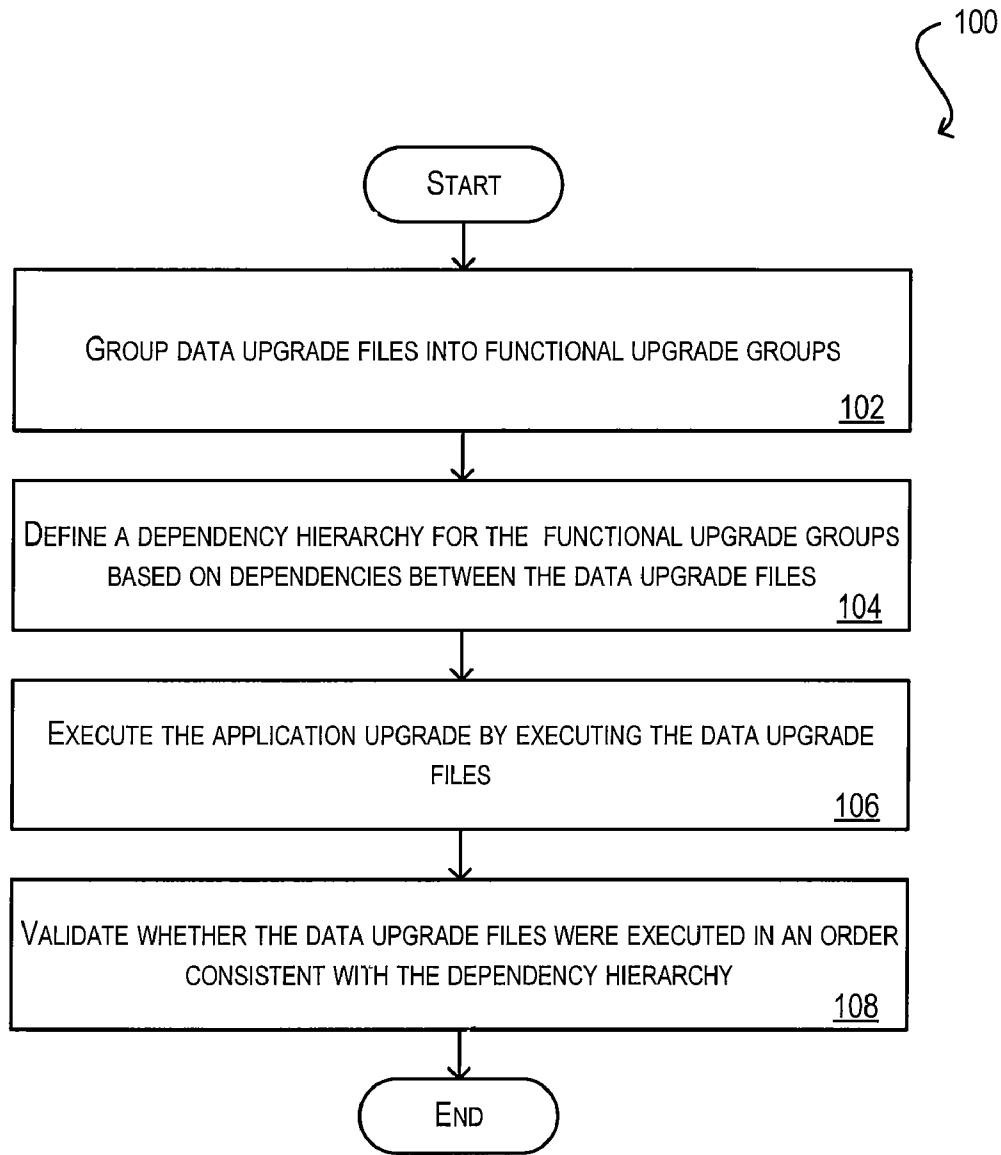 100
START
GROUP DATA UPGRADE FILES INTO FUNCTIONAL UPGRADE GROUPS
102
DEFINE A DEPENDENCY HIERARCHY FOR THE FUNCTIONAL UPGRADE GROUPS
BASED ON DEPENDENCIES BETWEEN THE DATA UPGRADE FILES
104
EXECUTE THE APPLICATION UPGRADE BY EXECUTING THE DATA UPGRADE
FILES
106
VALIDATE WHETHER THE DATA UPGRADE FILES WERE EXECUTED IN AN ORDER
CONSISTENT WITH THE DEPENDENCY HIERARCHY
108
END